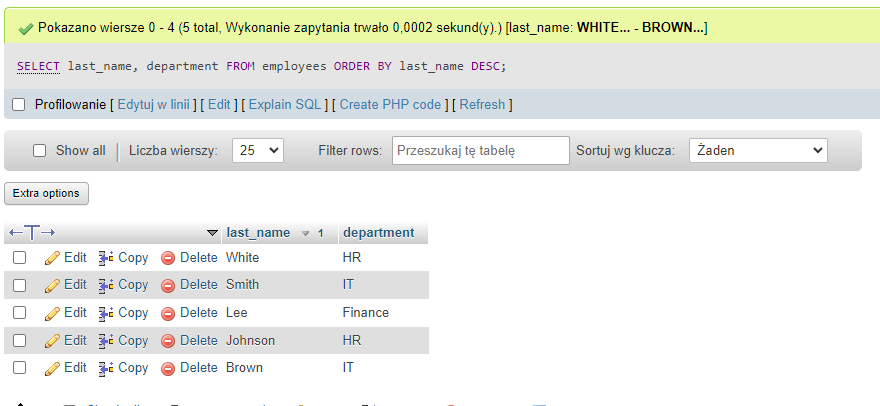 Pokazano wiersze 0 - 4 (5 total, Wykonanie zapytania trwało 0,0002 sekund(y).) [last_name: WHITE... - BROWN...]
SELECT last_name, department FROM employees ORDER BY last_name DESC;
Profilowanie [ Edytuj w linii ] [ Edit ] [ Explain SQL ] [ Create PHP code ] [ Refresh ]
Show all Liczba wierszy: 25 Filter rows: Przeszukaj tę tabelę Sortuj wg klucza: Żaden
Extra options
←T→ last_name 1 department
Edit Copy Delete White HR
Edit Copy Delete Smith IT
Edit Copy Delete Lee Finance
Edit Copy Delete Johnson HR
Edit Copy Delete Brown IT